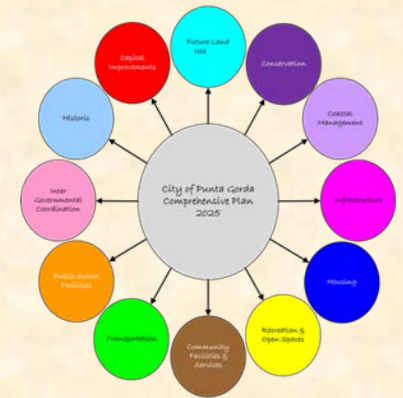 Future Land
Use
Conservation
Coastal
Management
Infrastructure
Housing
Recreation &
Open Spaces
Community
Facilities &
Services
Transportation
Public School
Facilities
Inter
Governmental
Coordination
Historic
Capital
Improvements
City of Punta Gorda
Comprehensive Plan
2025